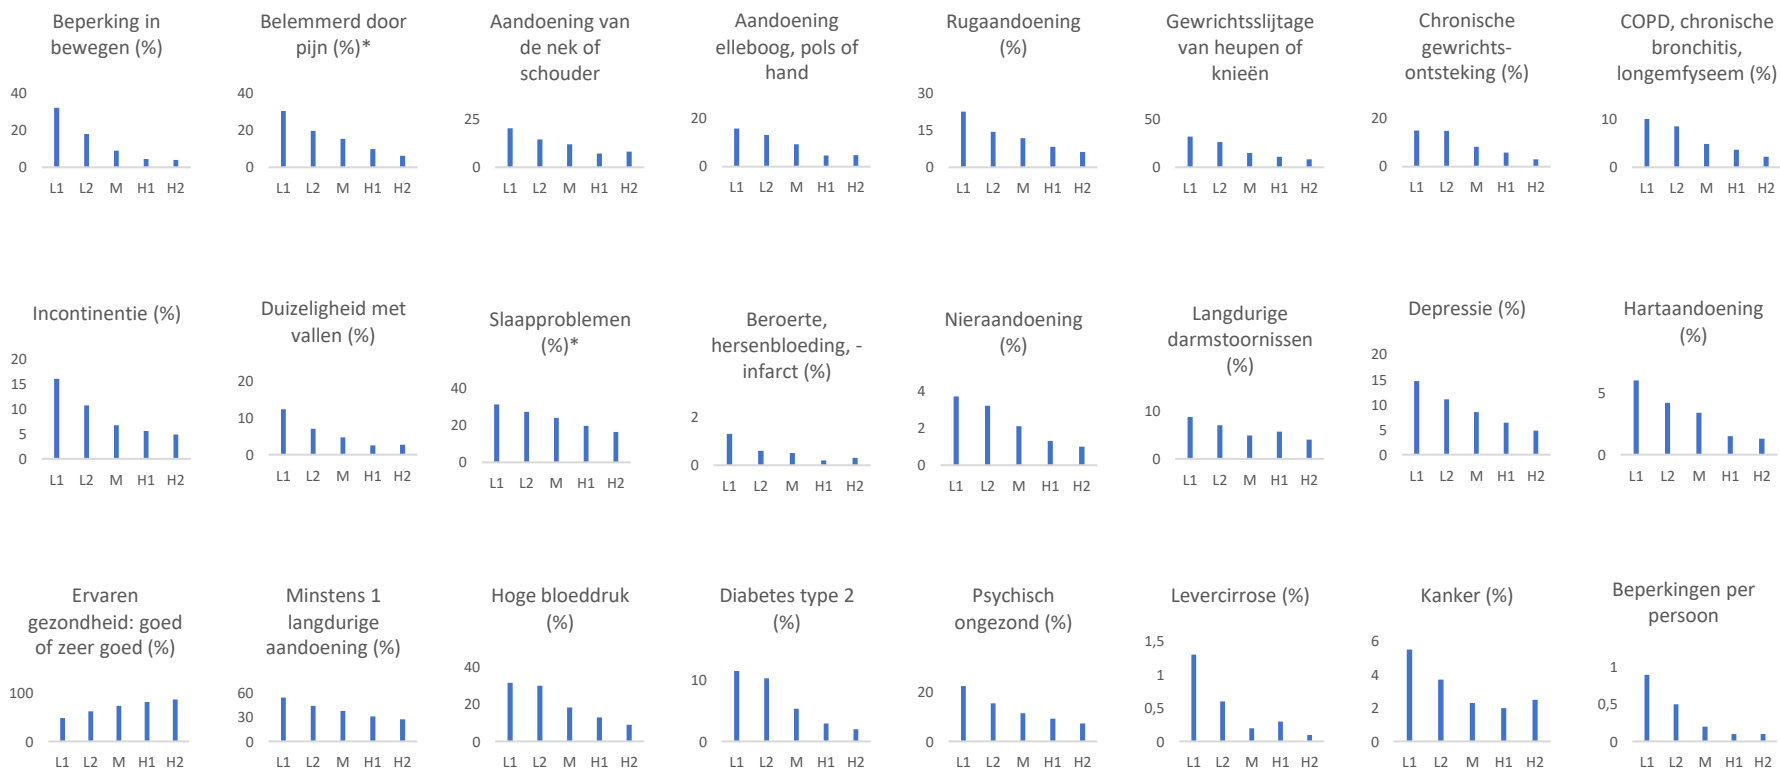 Beperking in
bewegen (%)
40
20
0
L1 L2 M H1 H2
Belemmerd door
pijn (%)*
40
20
0
L1 L2 M H1 H2
Aandoening van
de nek of
schouder
25
0
L1 L2 M H1 H2
Aandoening
elleboog, pols of
hand
20
0
L1 L2 M H1 H2
Rugaandoening
(%)
30
15
0
L1 L2 M H1 H2
Gewrichtsslijtage
van heupen of
knieën
50
0
L1 L2 M H1 H2
Chronische
gewrichts-
ontsteking (%)
20
0
L1 L2 M H1 H2
COPD, chronische
bronchitis,
longemfyseem (%)
10
0
L1 L2 M H1 H2
Incontinentie (%)
20
15
10
5
0
L1 L2 M H1 H2
Duizeligheid met
vallen (%)
20
10
0
L1 L2 M H1 H2
Slaapproblemen
(%)*
40
20
0
L1 L2 M H1 H2
Beroerte,
hersenbloeding, -
infarct (%)
2
0
L1 L2 M H1 H2
Nieraandoening
(%)
4
2
0
L1 L2 M H1 H2
Langdurige
darmstoornissen
(%)
10
0
L1 L2 M H1 H2
Depressie (%)
20
15
10
5
0
L1 L2 M H1 H2
Hartaandoening
(%)
5
0
L1 L2 M H1 H2
Ervaren
gezondheid: goed
of zeer goed (%)
100
0
L1 L2 M H1 H2
Minstens 1
langdurige
aandoening (%)
60
30
0
L1 L2 M H1 H2
Hoge bloeddruk
(%)
40
20
0
L1 L2 M H1 H2
Diabetes type 2
(%)
10
0
L1 L2 M H1 H2
Psychisch
ongezond (%)
20
0
L1 L2 M H1 H2
Levercirrose (%)
1,5
1
0,5
0
L1 L2 M H1 H2
Kanker (%)
6
4
2
0
L1 L2 M H1 H2
Beperkingen per
persoon
1
0,5
0
L1 L2 M H1 H2